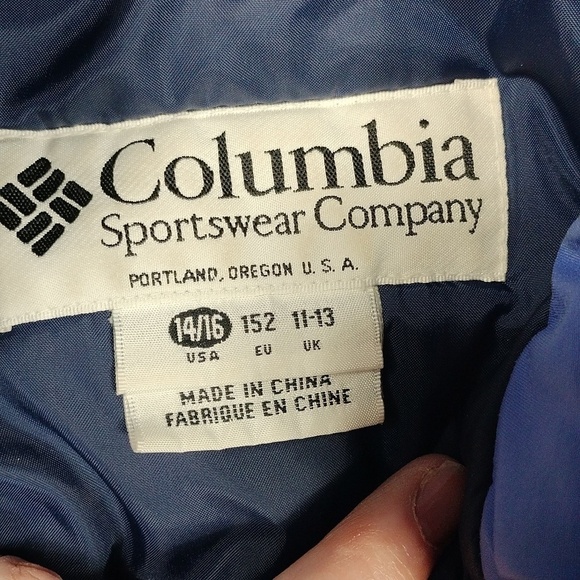 Columbia
Sportswear Company
PORTLAND, OREGON U. S. A.
14/16 152 11-13
USA EU UK
MADE IN CHINA
FABRIQUE EN CHINE